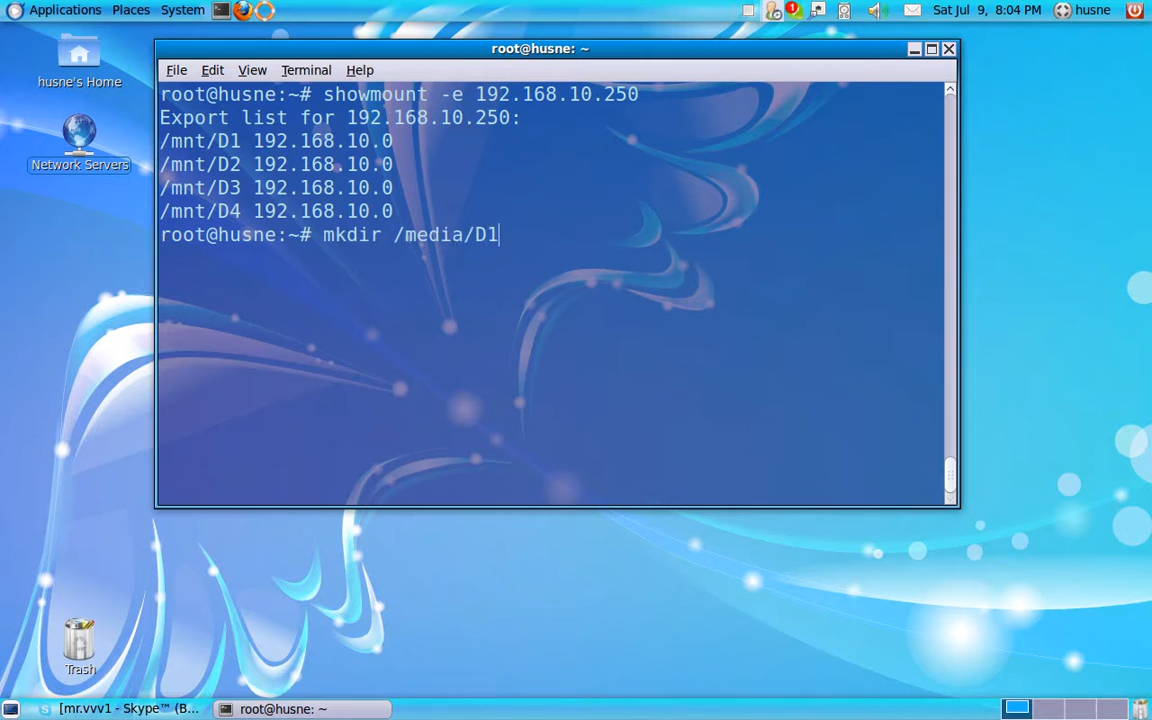 Applications Places System
1
Sat Jul 9, 8:04 PM husne
husne's Home
Network Servers
root@husne: ~
File Edit View Terminal Help
root@husne:~# showmount -e 192.168.10.250
Export list for 192.168.10.250:
/mnt/D1 192.168.10.0
/mnt/D2 192.168.10.0
/mnt/D3 192.168.10.0
/mnt/D4 192.168.10.0
root@husne:~# mkdir /media/D1
Trash
[mr.vvv1 - Skype™ (B... root@husne: ~